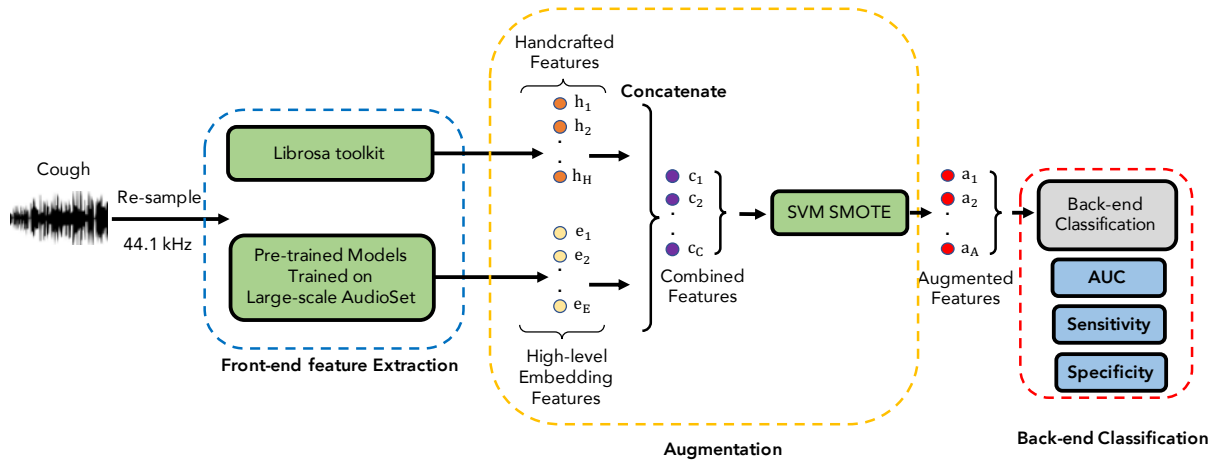 Cough
Re-sample
44.1 kHz
Librosa toolkit
Pre-trained Models
Trained on
Large-scale AudioSet
Front-end feature Extraction
Handcrafted
Features
h1
h2
.
.
hH
e1
e2
.
.
eE
High-level
Embedding
Features
Concatenate
c1
c2
.
cC
Combined
Features
SVM SMOTE
Augmentation
a1
a2
.
aA
Augmented
Features
Back-end
Classification
AUC
Sensitivity
Specificity
Back-end Classification